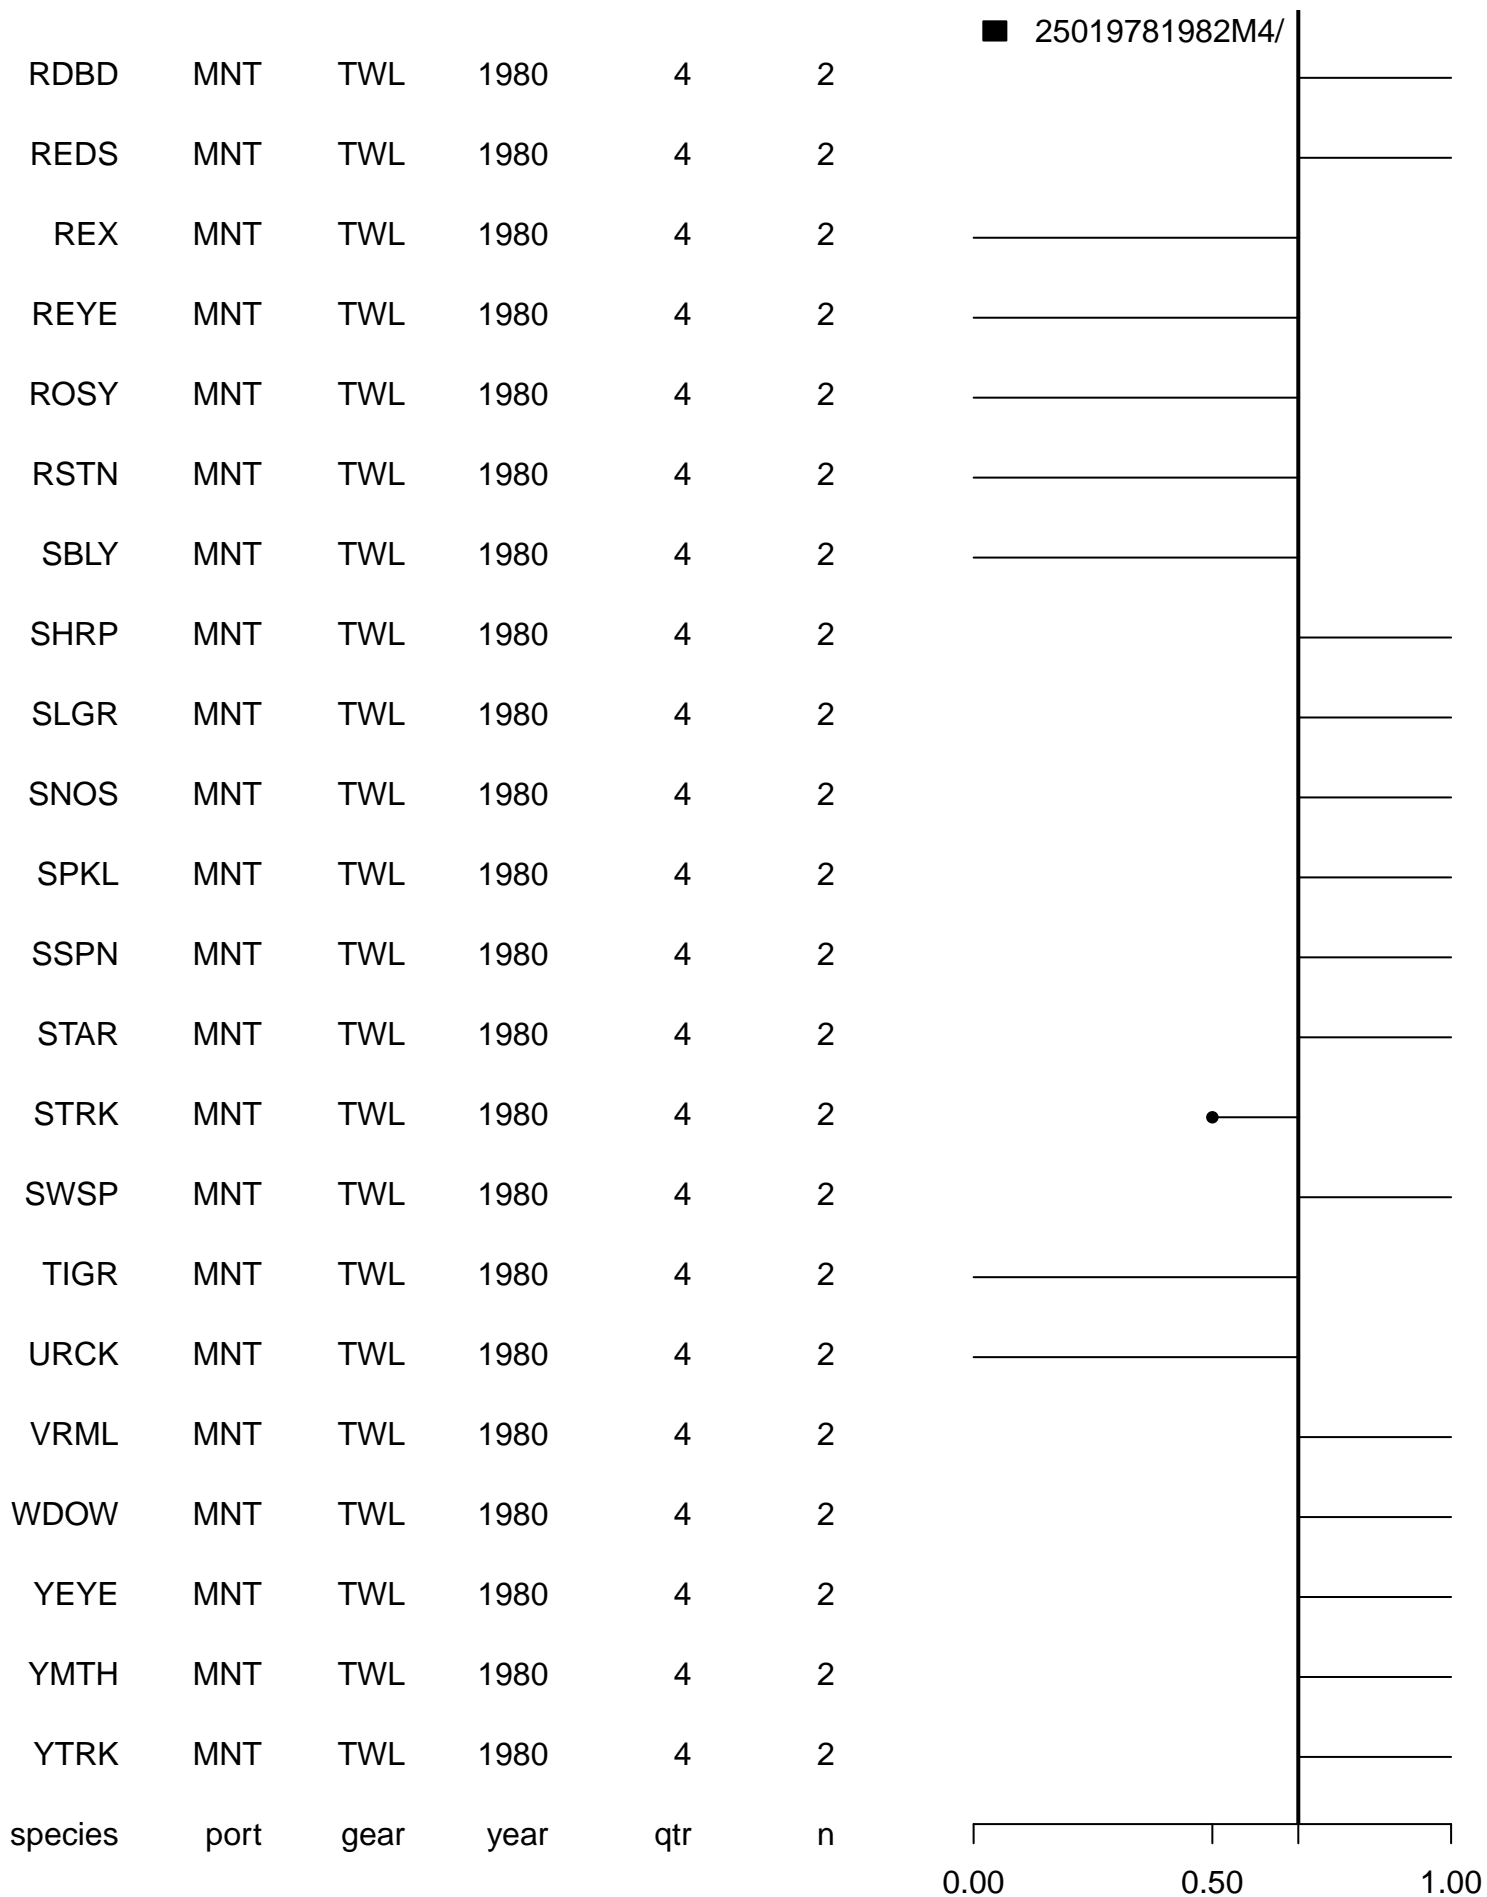 25019781982M4/
RDBD MNT TWL 1980 4 2
REDS MNT TWL 1980 4 2
REX MNT TWL 1980 4 2
REYE MNT TWL 1980 4 2
ROSY MNT TWL 1980 4 2
RSTN MNT TWL 1980 4 2
SBLY MNT TWL 1980 4 2
SHRP MNT TWL 1980 4 2
SLGR MNT TWL 1980 4 2
SNOS MNT TWL 1980 4 2
SPKL MNT TWL 1980 4 2
SSPN MNT TWL 1980 4 2
STAR MNT TWL 1980 4 2
STRK MNT TWL 1980 4 2
SWSP MNT TWL 1980 4 2
TIGR MNT TWL 1980 4 2
URCK MNT TWL 1980 4 2
VRML MNT TWL 1980 4 2
WDOW MNT TWL 1980 4 2
YEYE MNT TWL 1980 4 2
YMTH MNT TWL 1980 4 2
YTRK MNT TWL 1980 4 2
species port gear year qtr n
0.00 0.50 1.00